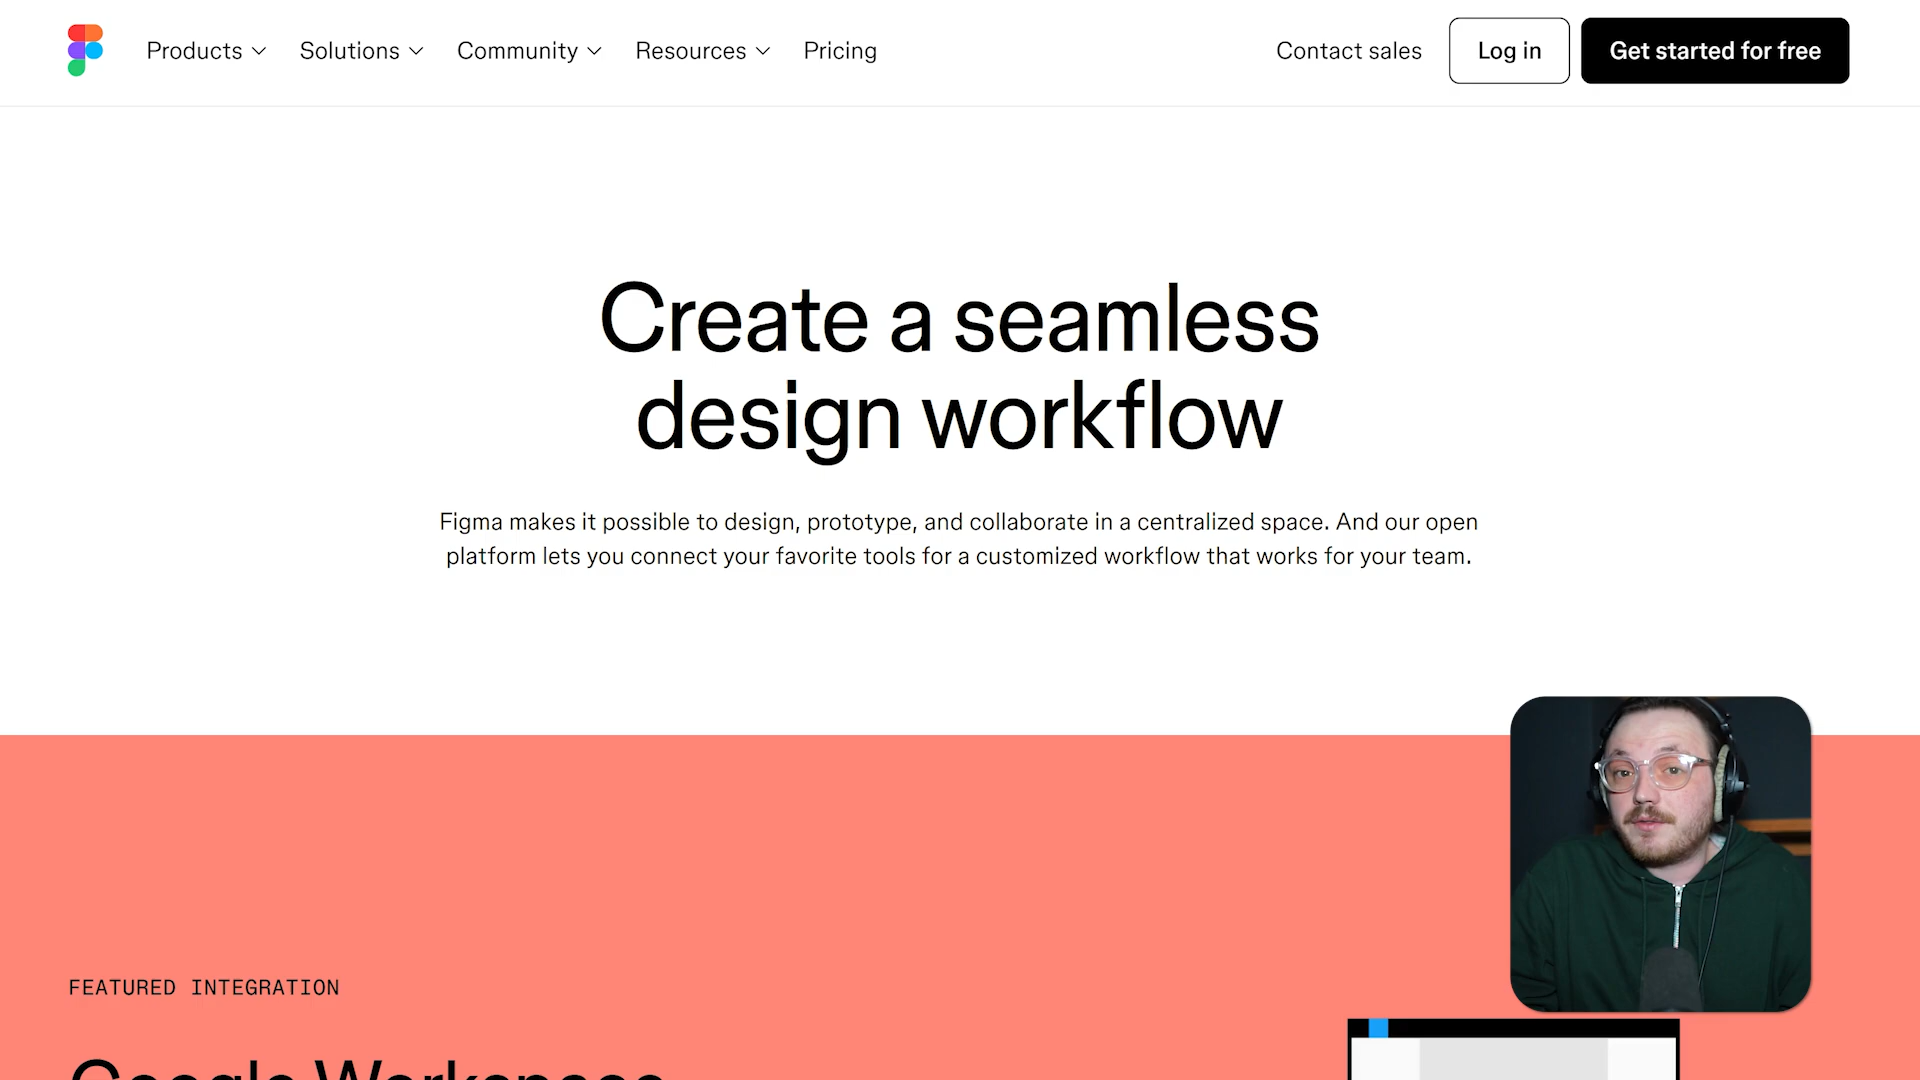 Products
Solutions
Community
Resources
Pricing
Contact sales
Log in
Get started for free
Create a seamless
design workflow
Figma makes it possible to design, prototype, and collaborate in a centralized space. And our open
platform lets you connect your favorite tools for a customized workflow that works for your team.
FEATURED INTEGRATION
Google Workspace